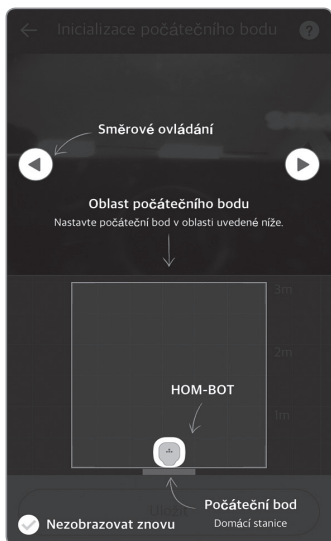 Inicializace počátečního bodu
?
Směrové ovládání
Oblast počátečního bodu
Nastavte počáteční bod v oblasti uvedené níže.
3m
2m
HOM-BOT
1m
Uložit
Počáteční bod
Domácí stanice
Nezobrazovat znovu